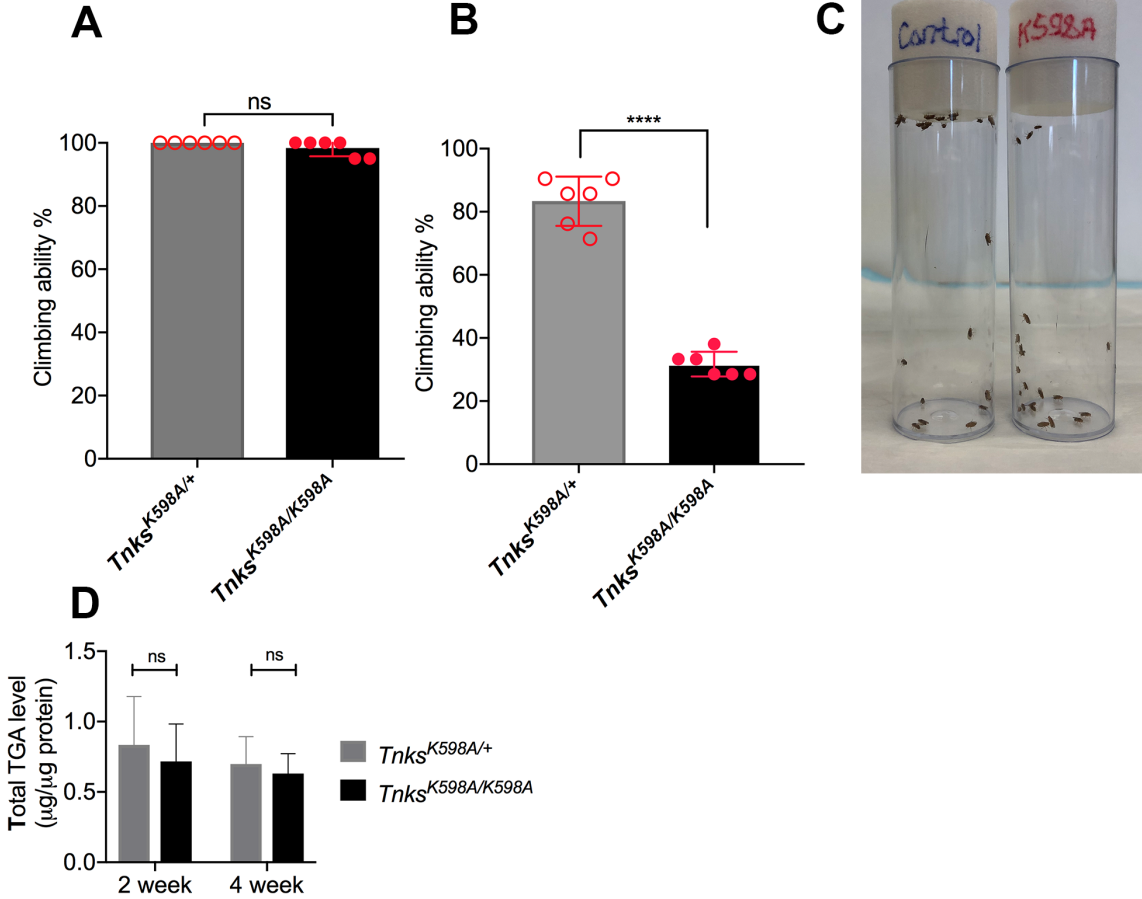 A
B
C
Control
K598A
ns
****
Climbing ability %
100
80
60
40
20
0
Climbing ability %
100
80
60
40
20
0
Tnks K598A/+
Tnks K598A/K598A
Tnks K598A/+
Tnks K598A/K598A
D
Total TGA level
(μg/μg protein)
1.5
1.0
0.5
0.0
ns
ns
2 week
4 week
Tnks K598A/+
Tnks K598A/K598A